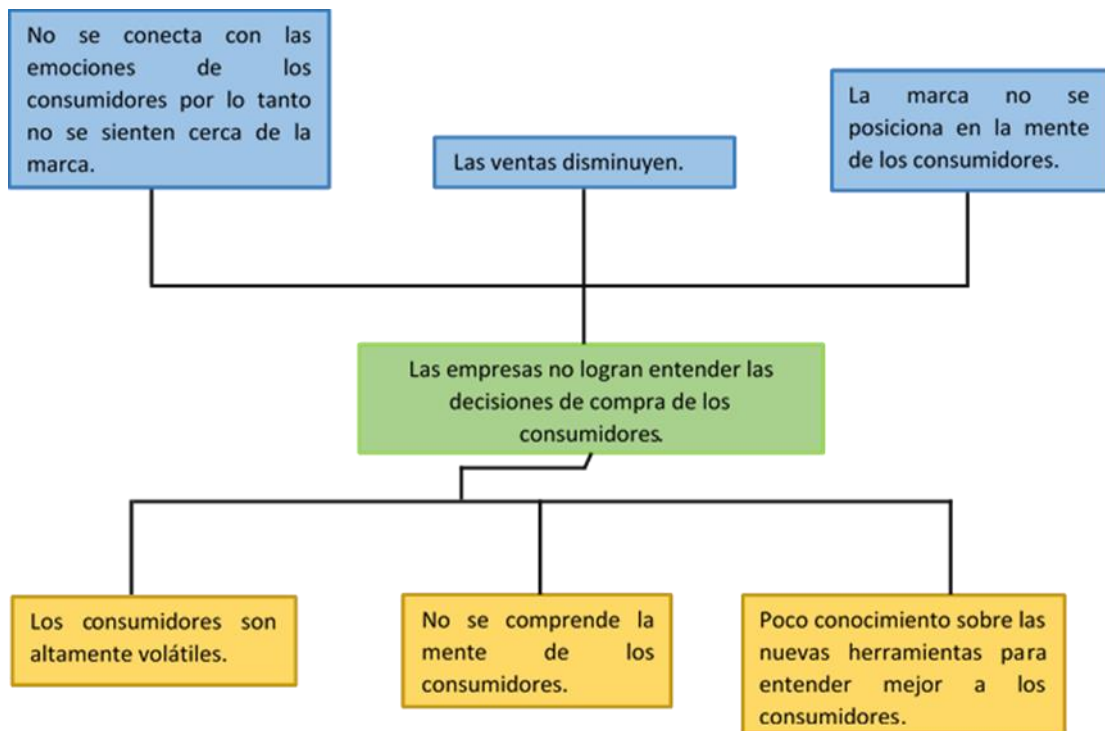 No se conecta con las
emociones de los
consumidores por lo tanto
no se sienten cerca de la
marca.
Las ventas disminuyen.
La marca no se
posiciona en la mente
de los consumidores.
Las empresas no logran entender las
decisiones de compra de los
consumidores.
Los consumidores son
altamente volátiles.
No se comprende la
mente de los
consumidores.
Poco conocimiento sobre las
nuevas herramientas para
entender mejor a los
consumidores.